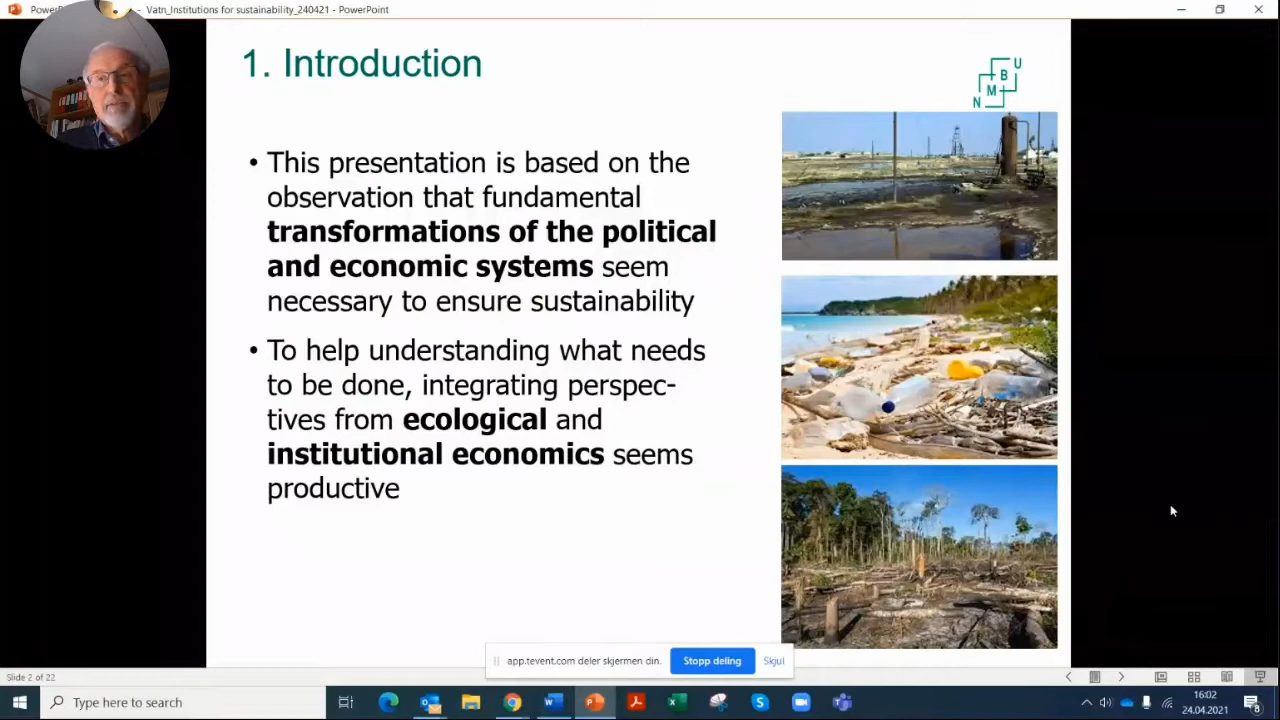 Vatn_Institutions for sustainability_240421 - PowerPoint
1. Introduction
U
B
M
N
• This presentation is based on the
observation that fundamental
transformations of the political
and economic systems seem
necessary to ensure sustainability
• To help understanding what needs
to be done, integrating perspec-
tives from ecological and
institutional economics seems
productive
app.tevent.com deler skjermen din.
Stopp deling
Skjul
Slide 2 of 22
Type here to search
16:02
24.04.2021
8